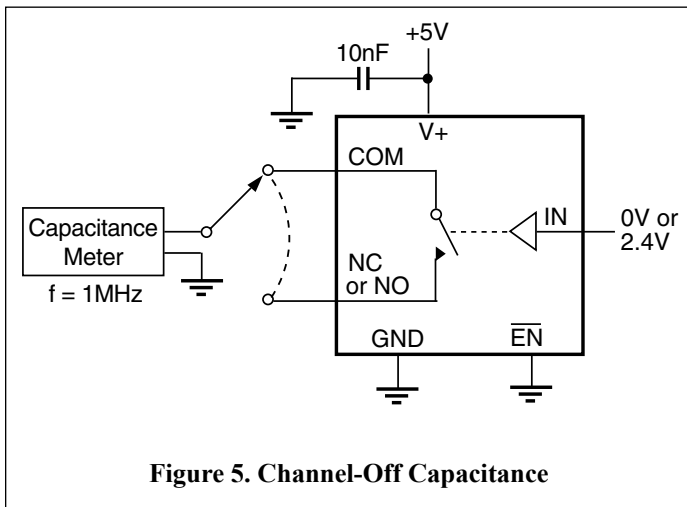 +5V
10nF
V+
COM
IN
0V or
2.4V
Capacitance
Meter
f = 1MHz
NC
or NO
GND
E̅N̅
Figure 5. Channel-Off Capacitance